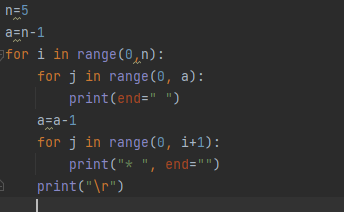 n=5
a=n-1
for i in range(0,n):
    for j in range(0, a):
        print(end=" ")
    a=a-1
    for j in range(0, i+1):
        print("* ", end="")
    print("\r")